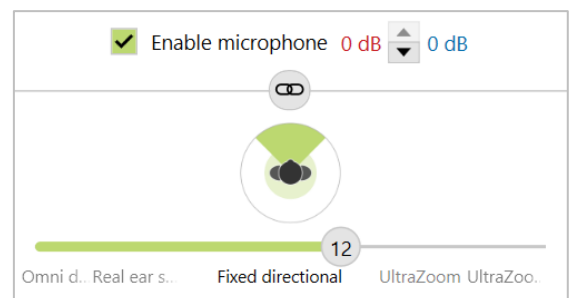 Enable microphone 0 dB 0 dB
12
Omni d.. Real ear s... Fixed directional UltraZoom UltraZoo..